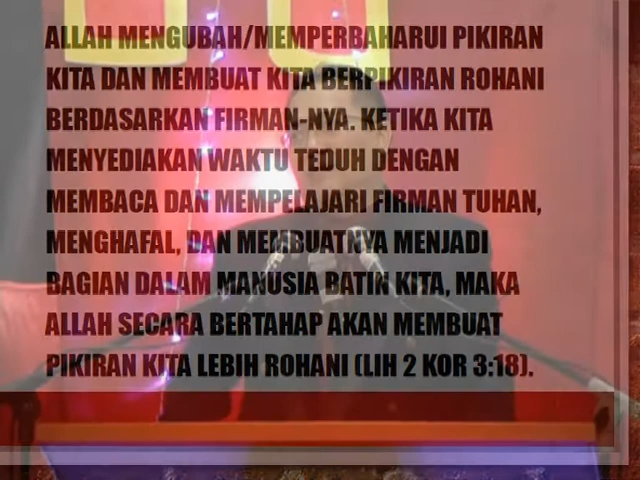 ALLAH MENGUBAH/MEMPERBAHARUI PIKIRAN
KITA DAN MEMBUAT KITA BERPIKIRAN ROHANI
BERDASARKAN FIRMAN-NYA. KETIKA KITA
MENYEDIAKAN WAKTU TEDUH DENGAN
MEMBACA DAN MEMPELAJARI FIRMAN TUHAN,
MENGHAFAL, DAN MEMBUATNYA MENJADI
BAGIAN DALAM MANUSIA BATIN KITA, MAKA
ALLAH SECARA BERTAHAP AKAN MEMBUAT
PIKIRAN KITA LEBIH ROHANI (LIH 2 KOR 3:18).